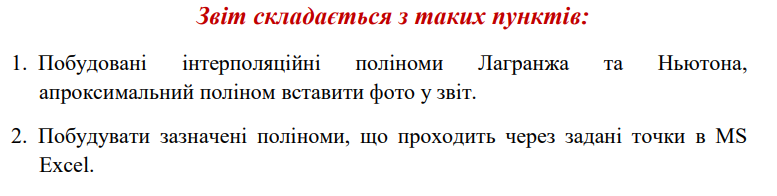 Звіт складається з таких пунктів:
1. Побудовані інтерполяційні поліноми Лагранжа та Ньютона,
апроксимальний поліном вставити фото у звіт.
2. Побудувати зазначені поліноми, що проходить через задані точки в MS
Excel.